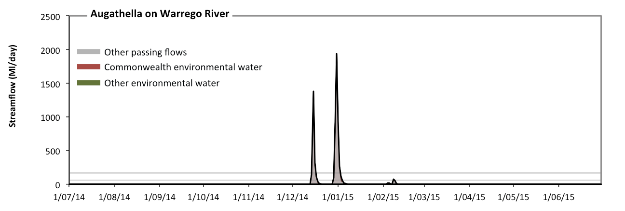 Augathella on Warrego River
Streamflow (Ml/day)
2500
2000
1500
1000
500
0
Other passing flows
Commonwealth environmental water
Other environmental water
1/07/14 1/08/14 1/09/14 1/10/14 1/11/14 1/12/14 1/01/15 1/02/15 1/03/15 1/04/15 1/05/15 1/06/15